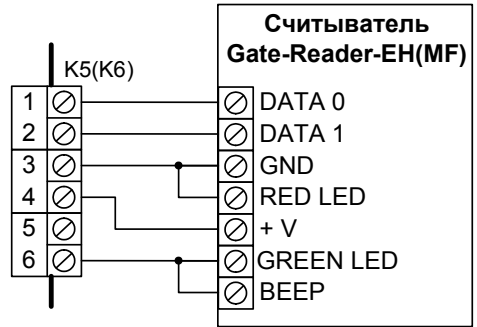 Считыватель
Gate-Reader-EH(MF)
K5(K6)
1 DATA 0
2 DATA 1
3 GND
4 RED LED
5 + V
6 GREEN LED
BEEP